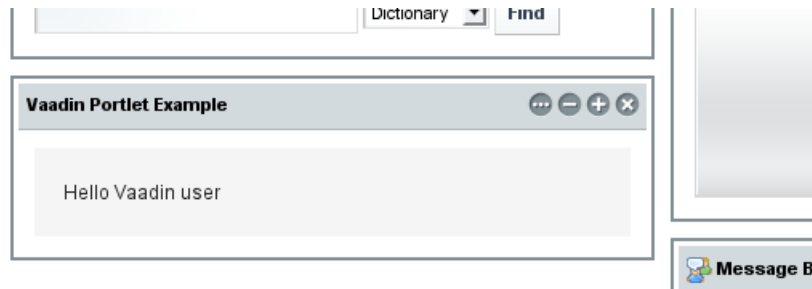 Dictionary Find
Vaadin Portlet Example
Hello Vaadin user
Message B